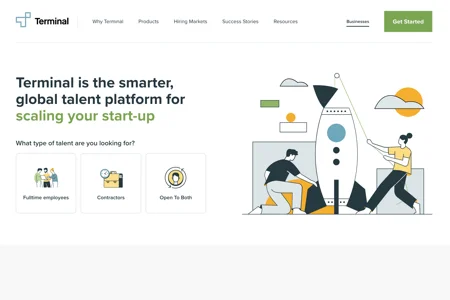 Terminal
Why Terminal
Products
Hiring Markets
Success Stories
Resources
Businesses
Get Started
Terminal is the smarter,
global talent platform for
scaling your start-up
What type of talent are you looking for?
Fulltime employees
Contractors
Open To Both